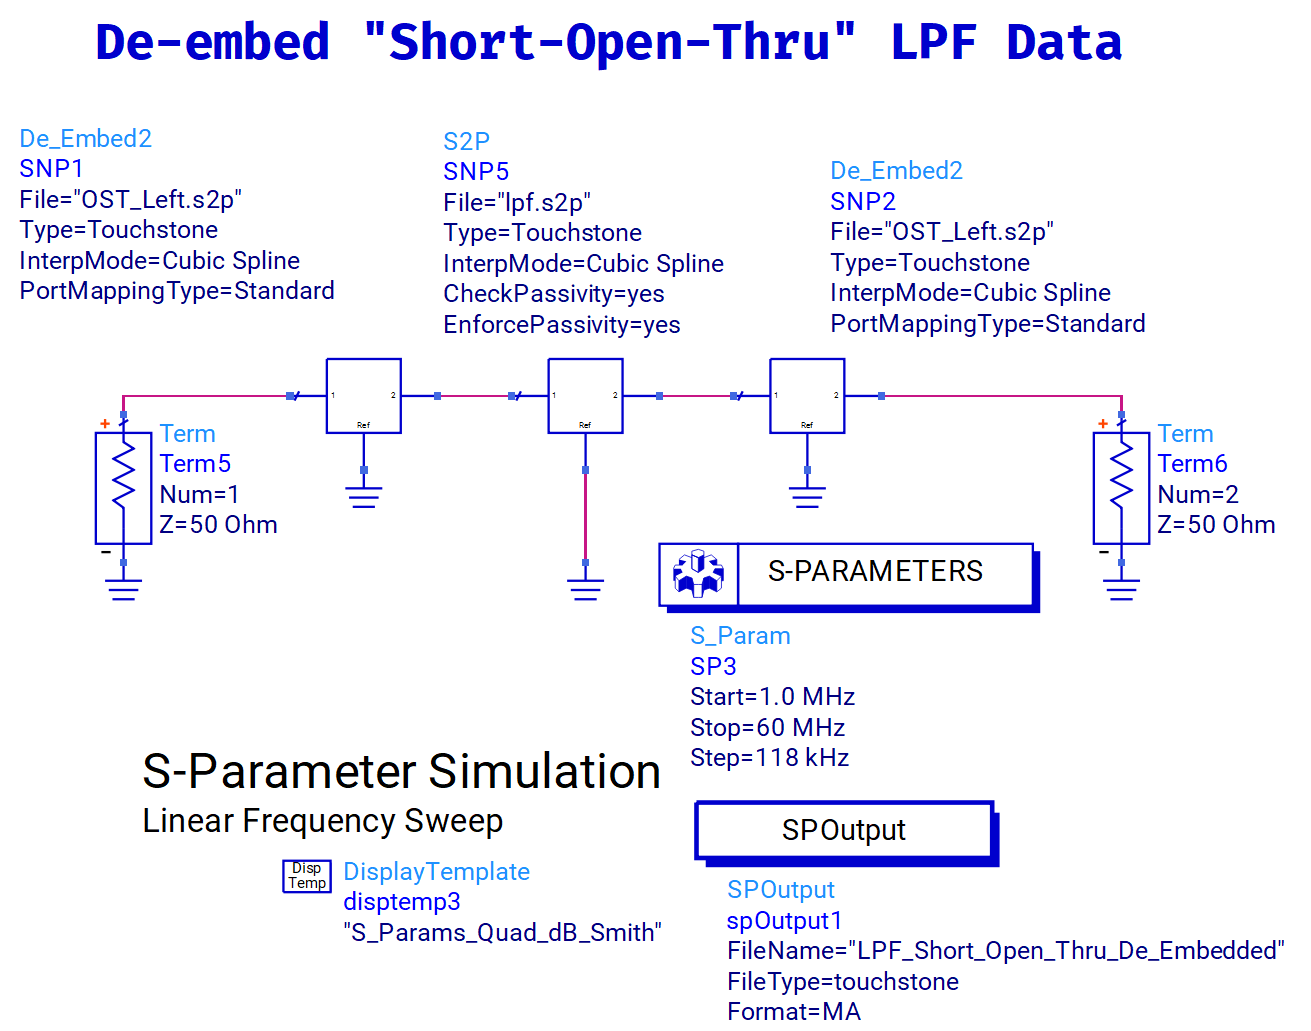 De-embed "Short-Open-Thru" LPF Data
De_Embed2
SNP1
File="OST_Left.s2p"
Type=Touchstone
InterpMode=Cubic Spline
PortMappingType=Standard
S2P
SNP5
File="lpf.s2p"
Type=Touchstone
InterpMode=Cubic Spline
CheckPassivity=yes
EnforcePassivity=yes
De_Embed2
SNP2
File="OST_Left.s2p"
Type=Touchstone
InterpMode=Cubic Spline
PortMappingType=Standard
1 2
Ref
1 2
Ref
1 2
Ref
+
Term
Term5
Num=1
Z=50 Ohm
-
+
Term
Term6
Num=2
Z=50 Ohm
-
S-PARAMETERS
S_Param
SP3
Start=1.0 MHz
Stop=60 MHz
Step=118 kHz
S-Parameter Simulation
Linear Frequency Sweep
Disp
Temp
DisplayTemplate
disptemp3
"S_Params_Quad_dB_Smith"
SPOutput
SPOutput
spOutput1
FileName="LPF_Short_Open_Thru_De_Embedded"
FileType=touchstone
Format=MA